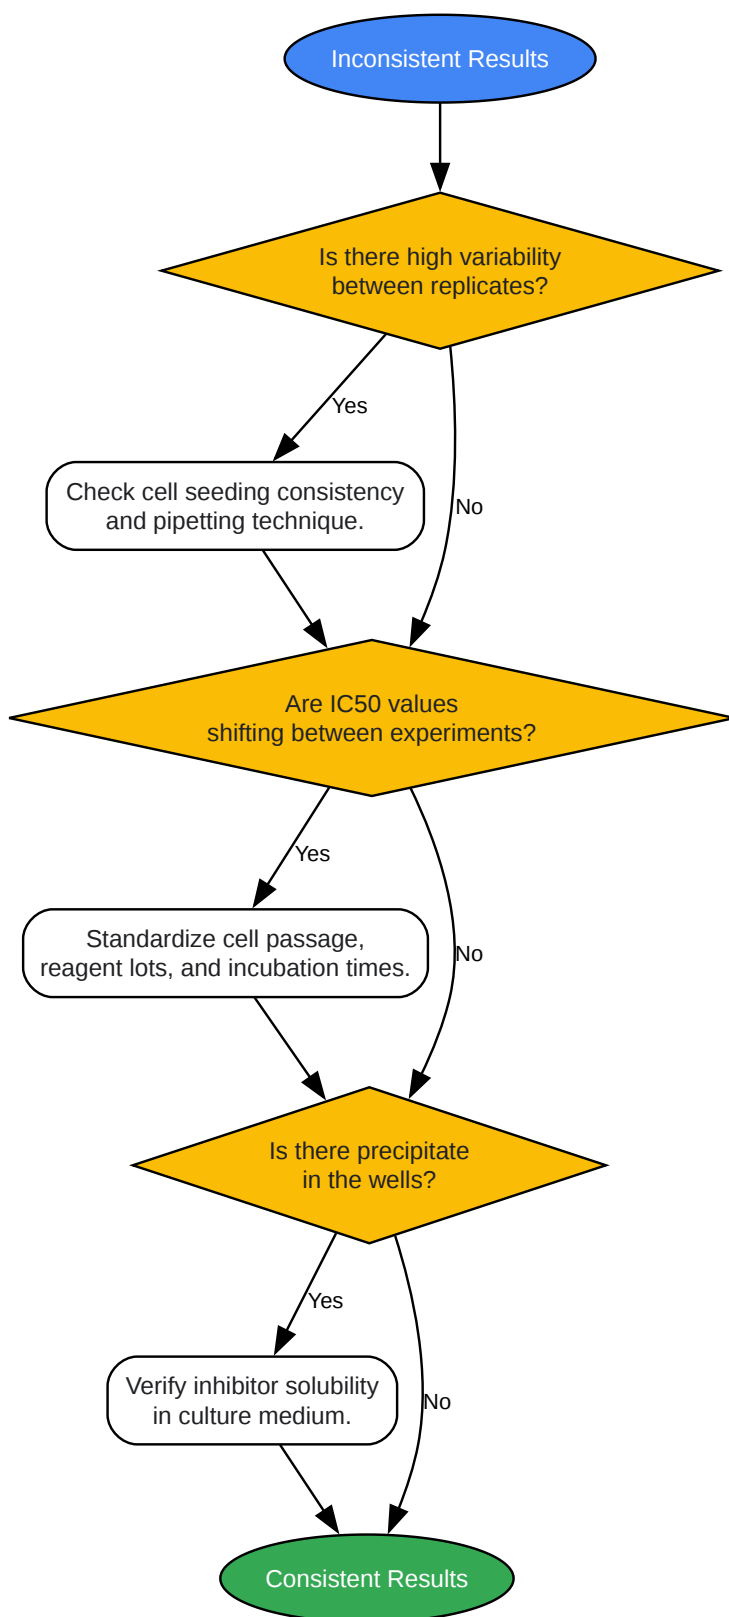 Inconsistent Results
Is there high variability
between replicates?
Yes
Check cell seeding consistency
and pipetting technique.
No
Are IC50 values
shifting between experiments?
Yes
Standardize cell passage,
reagent lots, and incubation times.
No
Is there precipitate
in the wells?
Yes
Verify inhibitor solubility
in culture medium.
No
Consistent Results